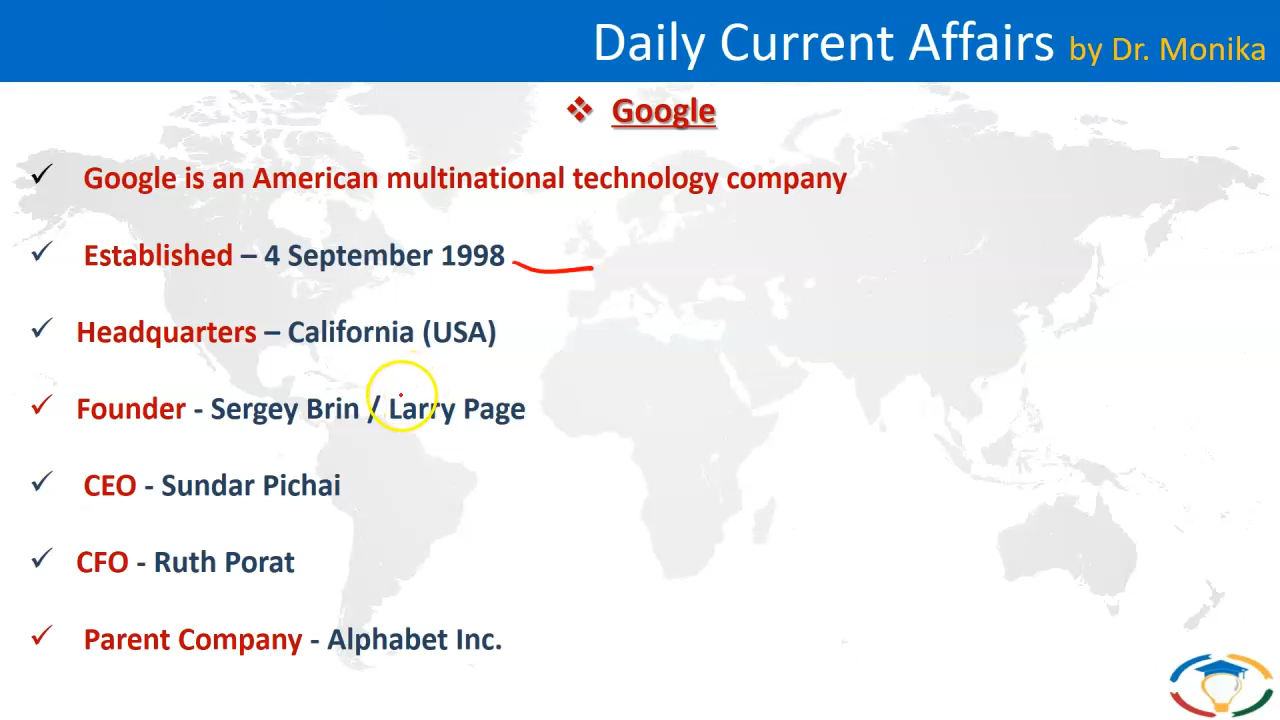 Daily Current Affairs by Dr. Monika
❖ Google
✓ Google is an American multinational technology company
✓ Established – 4 September 1998
✓ Headquarters – California (USA)
✓ Founder - Sergey Brin / Larry Page
✓ CEO - Sundar Pichai
✓ CFO - Ruth Porat
✓ Parent Company - Alphabet Inc.